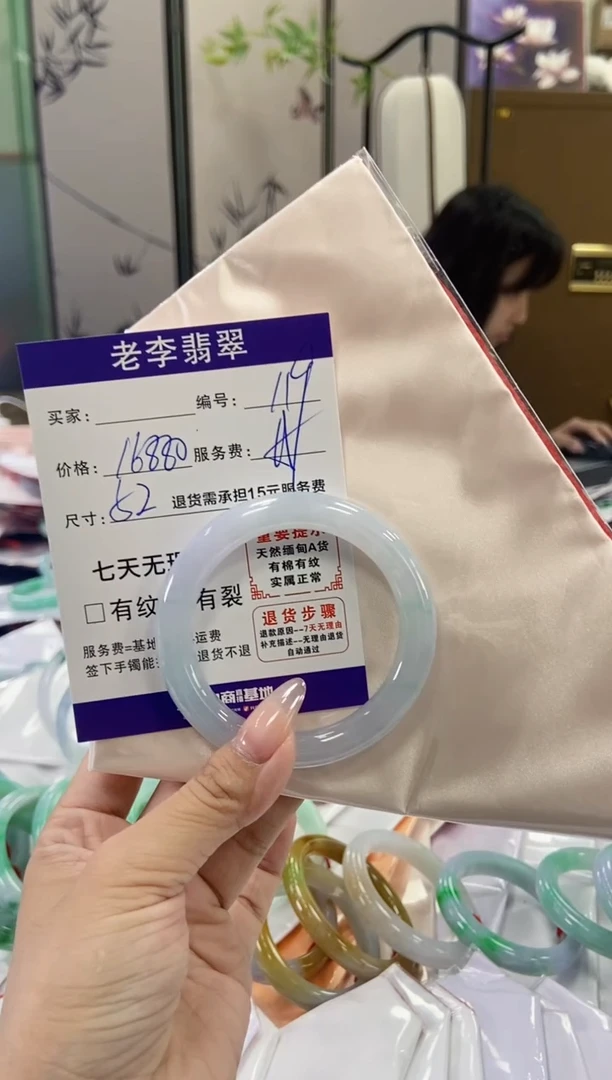 老李翡翠
买家: 编号:
价格: 16880 服务费:
尺寸: 52 退货需承担15元服务费
七天无理
□有纹 有裂
服务费=基地 运费
签下手镯能 退货不退
重要提示
天然缅甸A货
有棉有纹
实属正常
退货步骤
退款原因--7天无理由
补充描述--无理由退货
自动通过
商 基地